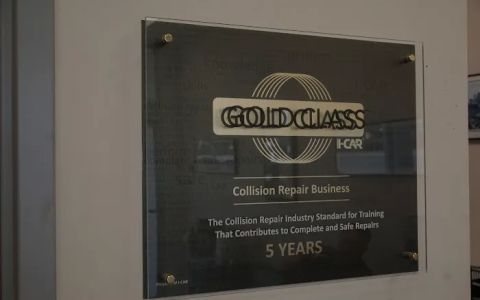 GOLD CLASS
I-CAR®
Collision Repair Business
The Collision Repair Industry Standard for Training
That Contributes to Complete and Safe Repairs
5 YEARS